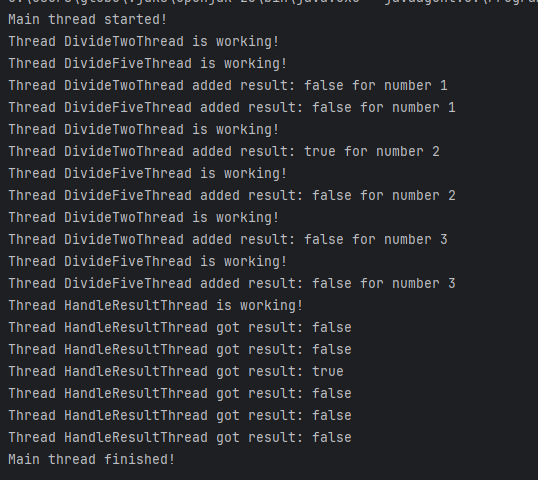 Main thread started!
Thread DivideTwoThread is working!
Thread DivideFiveThread is working!
Thread DivideTwoThread added result: false for number 1
Thread DivideFiveThread added result: false for number 1
Thread DivideTwoThread is working!
Thread DivideTwoThread added result: true for number 2
Thread DivideFiveThread is working!
Thread DivideFiveThread added result: false for number 2
Thread DivideTwoThread is working!
Thread DivideTwoThread added result: false for number 3
Thread DivideFiveThread is working!
Thread DivideFiveThread added result: false for number 3
Thread HandleResultThread is working!
Thread HandleResultThread got result: false
Thread HandleResultThread got result: false
Thread HandleResultThread got result: true
Thread HandleResultThread got result: false
Thread HandleResultThread got result: false
Thread HandleResultThread got result: false
Main thread finished!